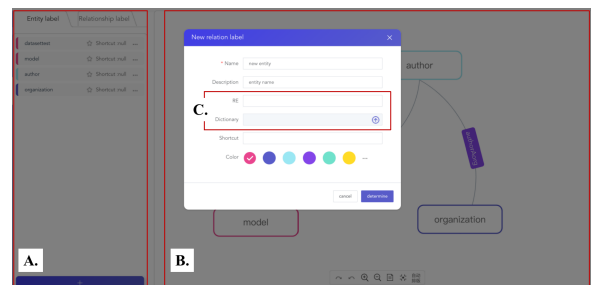 Entity label
Relationship label
New relation label
datasettest
Shortcut: null
model
Shortcut: null
author
Shortcut: null
organization
Shortcut: null
* Name
new entity
Description
entity name
C.
RE
Dictionary
Shortcut
Color
cancel
determine
author
model
organization
A.
B.